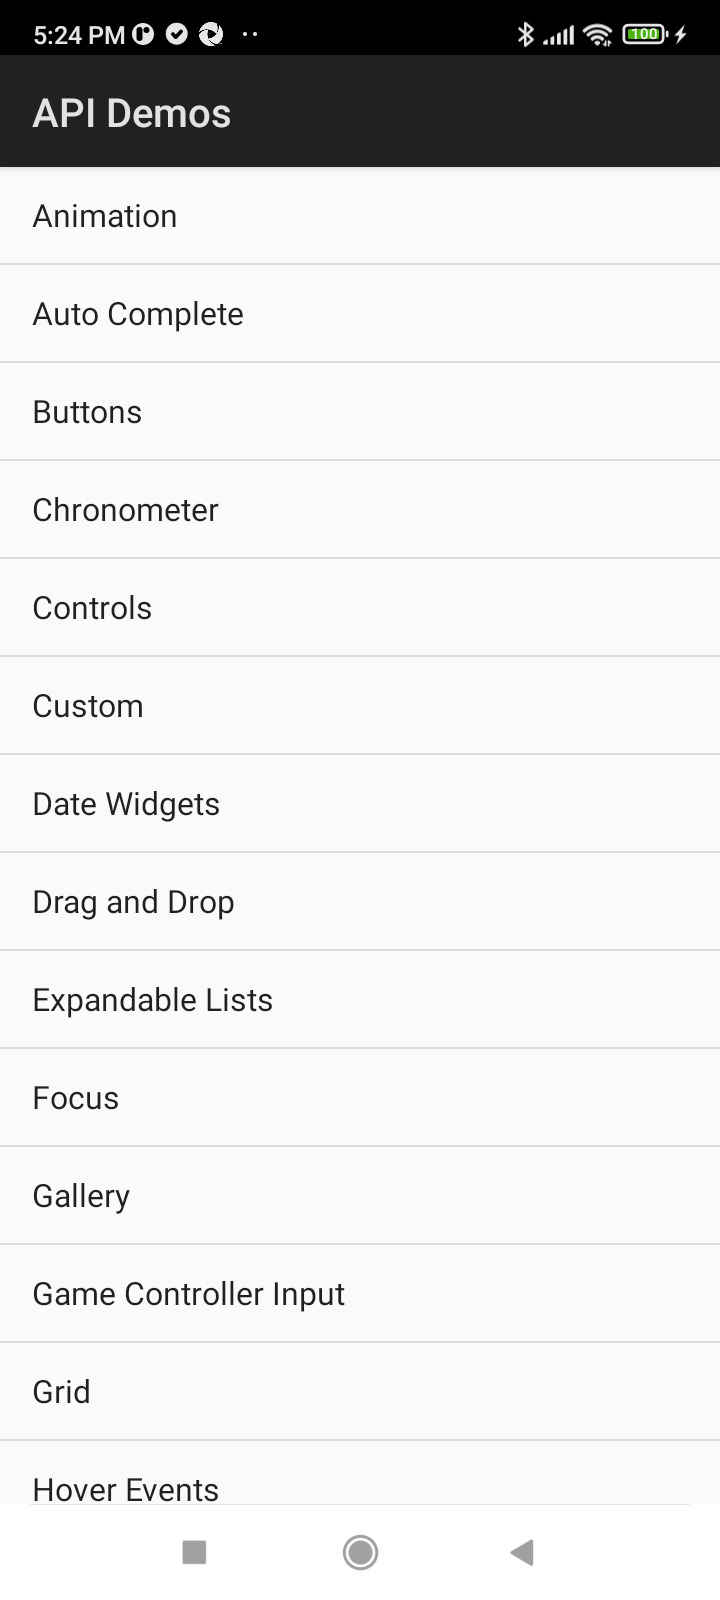 5:24 PM
100
API Demos
Animation
Auto Complete
Buttons
Chronometer
Controls
Custom
Date Widgets
Drag and Drop
Expandable Lists
Focus
Gallery
Game Controller Input
Grid
Hover Events